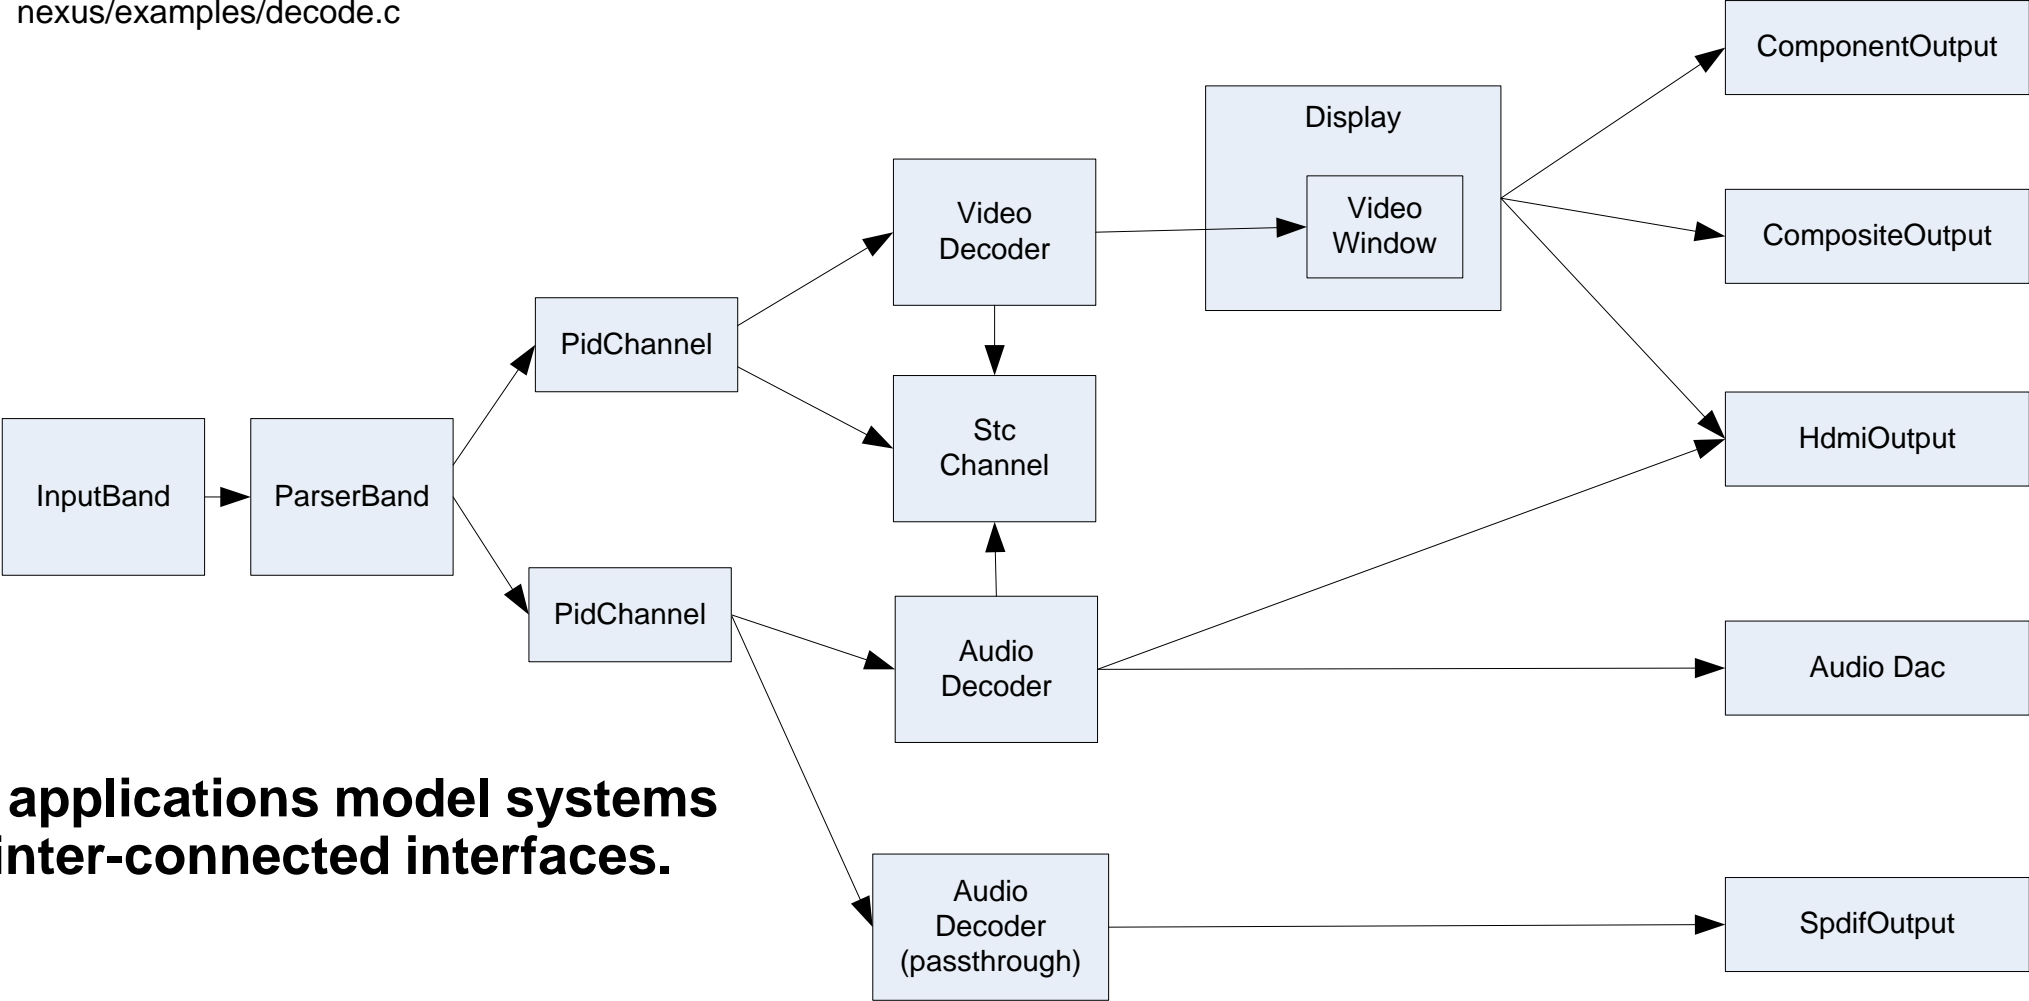 nexus/examples/decode.c
ComponentOutput
Display
Video
Window
Video
Decoder
CompositeOutput
PidChannel
Stc
Channel
HdmiOutput
InputBand
ParserBand
PidChannel
Audio
Decoder
Audio Dac
applications model systems
inter-connected interfaces.
Audio
Decoder
(passthrough)
SpdifOutput